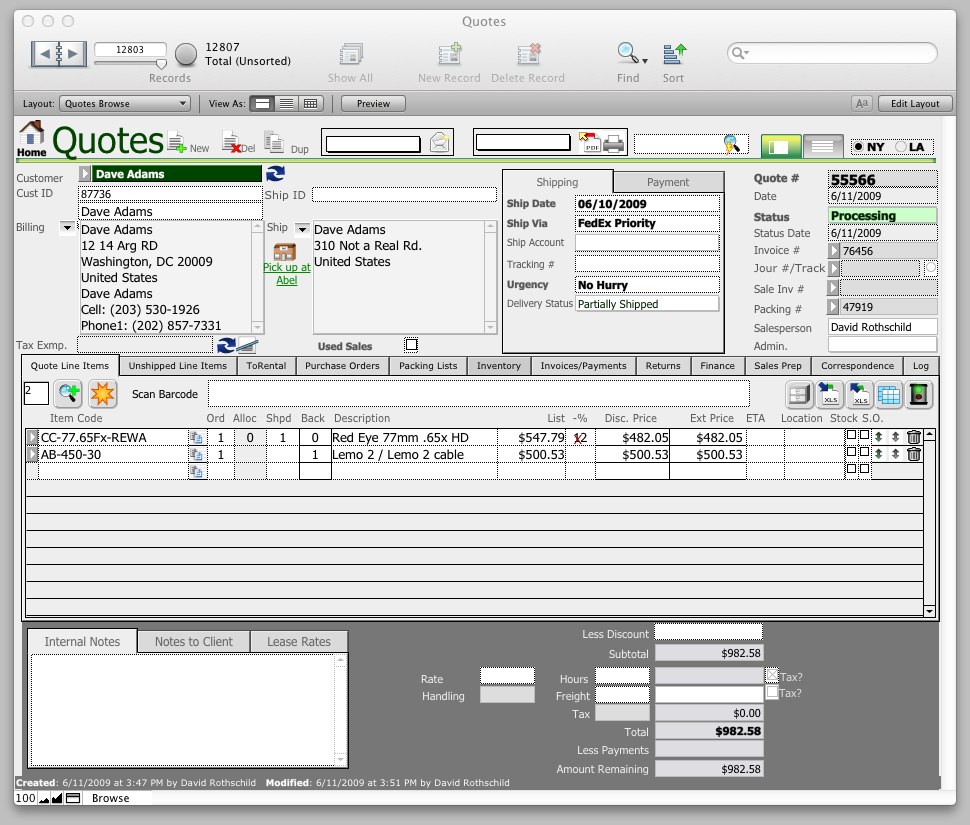 Quotes
12803
12807
Total (Unsorted)
Records
Show All
New Record
Delete Record
Find
Sort
Layout: Quotes Browse
View As:
Preview
Aa
Edit Layout
Home
Quotes
New
Del
Dup
PDF
NY
LA
Customer
Dave Adams
Cust ID
87736
Dave Adams
Ship ID
Billing
Dave Adams
12 14 Arg RD
Washington, DC 20009
United States
Dave Adams
Cell: (203) 530-1926
Phone1: (202) 857-7331
Ship
Pick up at
Abel
Dave Adams
310 Not a Real Rd.
United States
Tax Exmp.
Used Sales
Shipping
Payment
Ship Date 06/10/2009
Ship Via FedEx Priority
Ship Account
Tracking #
Urgency No Hurry
Delivery Status Partially Shipped
Quote # 55566
Date 6/11/2009
Status Processing
Status Date 6/11/2009
Invoice # 76456
Jour #/Track
Sale Inv #
Packing # 47919
Salesperson David Rothschild
Admin.
Quote Line Items
Unshipped Line Items
ToRental
Purchase Orders
Packing Lists
Inventory
Invoices/Payments
Returns
Finance
Sales Prep
Correspondence
Log
2
Scan Barcode
XLS
XLS
Item Code Ord Alloc Shpd Back Description List -% Disc. Price Ext Price ETA Location Stock S.O.
CC-77.65Fx-REWA 1 0 1 0 Red Eye 77mm .65x HD $547.79 12 $482.05 $482.05
AB-450-30 1 1 Lemo 2 / Lemo 2 cable $500.53 $500.53 $500.53
Internal Notes
Notes to Client
Lease Rates
Less Discount
Subtotal $982.58
Rate
Hours
Tax?
Handling
Freight
Tax?
Tax $0.00
Total $982.58
Less Payments
Amount Remaining $982.58
Created: 6/11/2009 at 3:47 PM by David Rothschild Modified: 6/11/2009 at 3:51 PM by David Rothschild
100
Browse